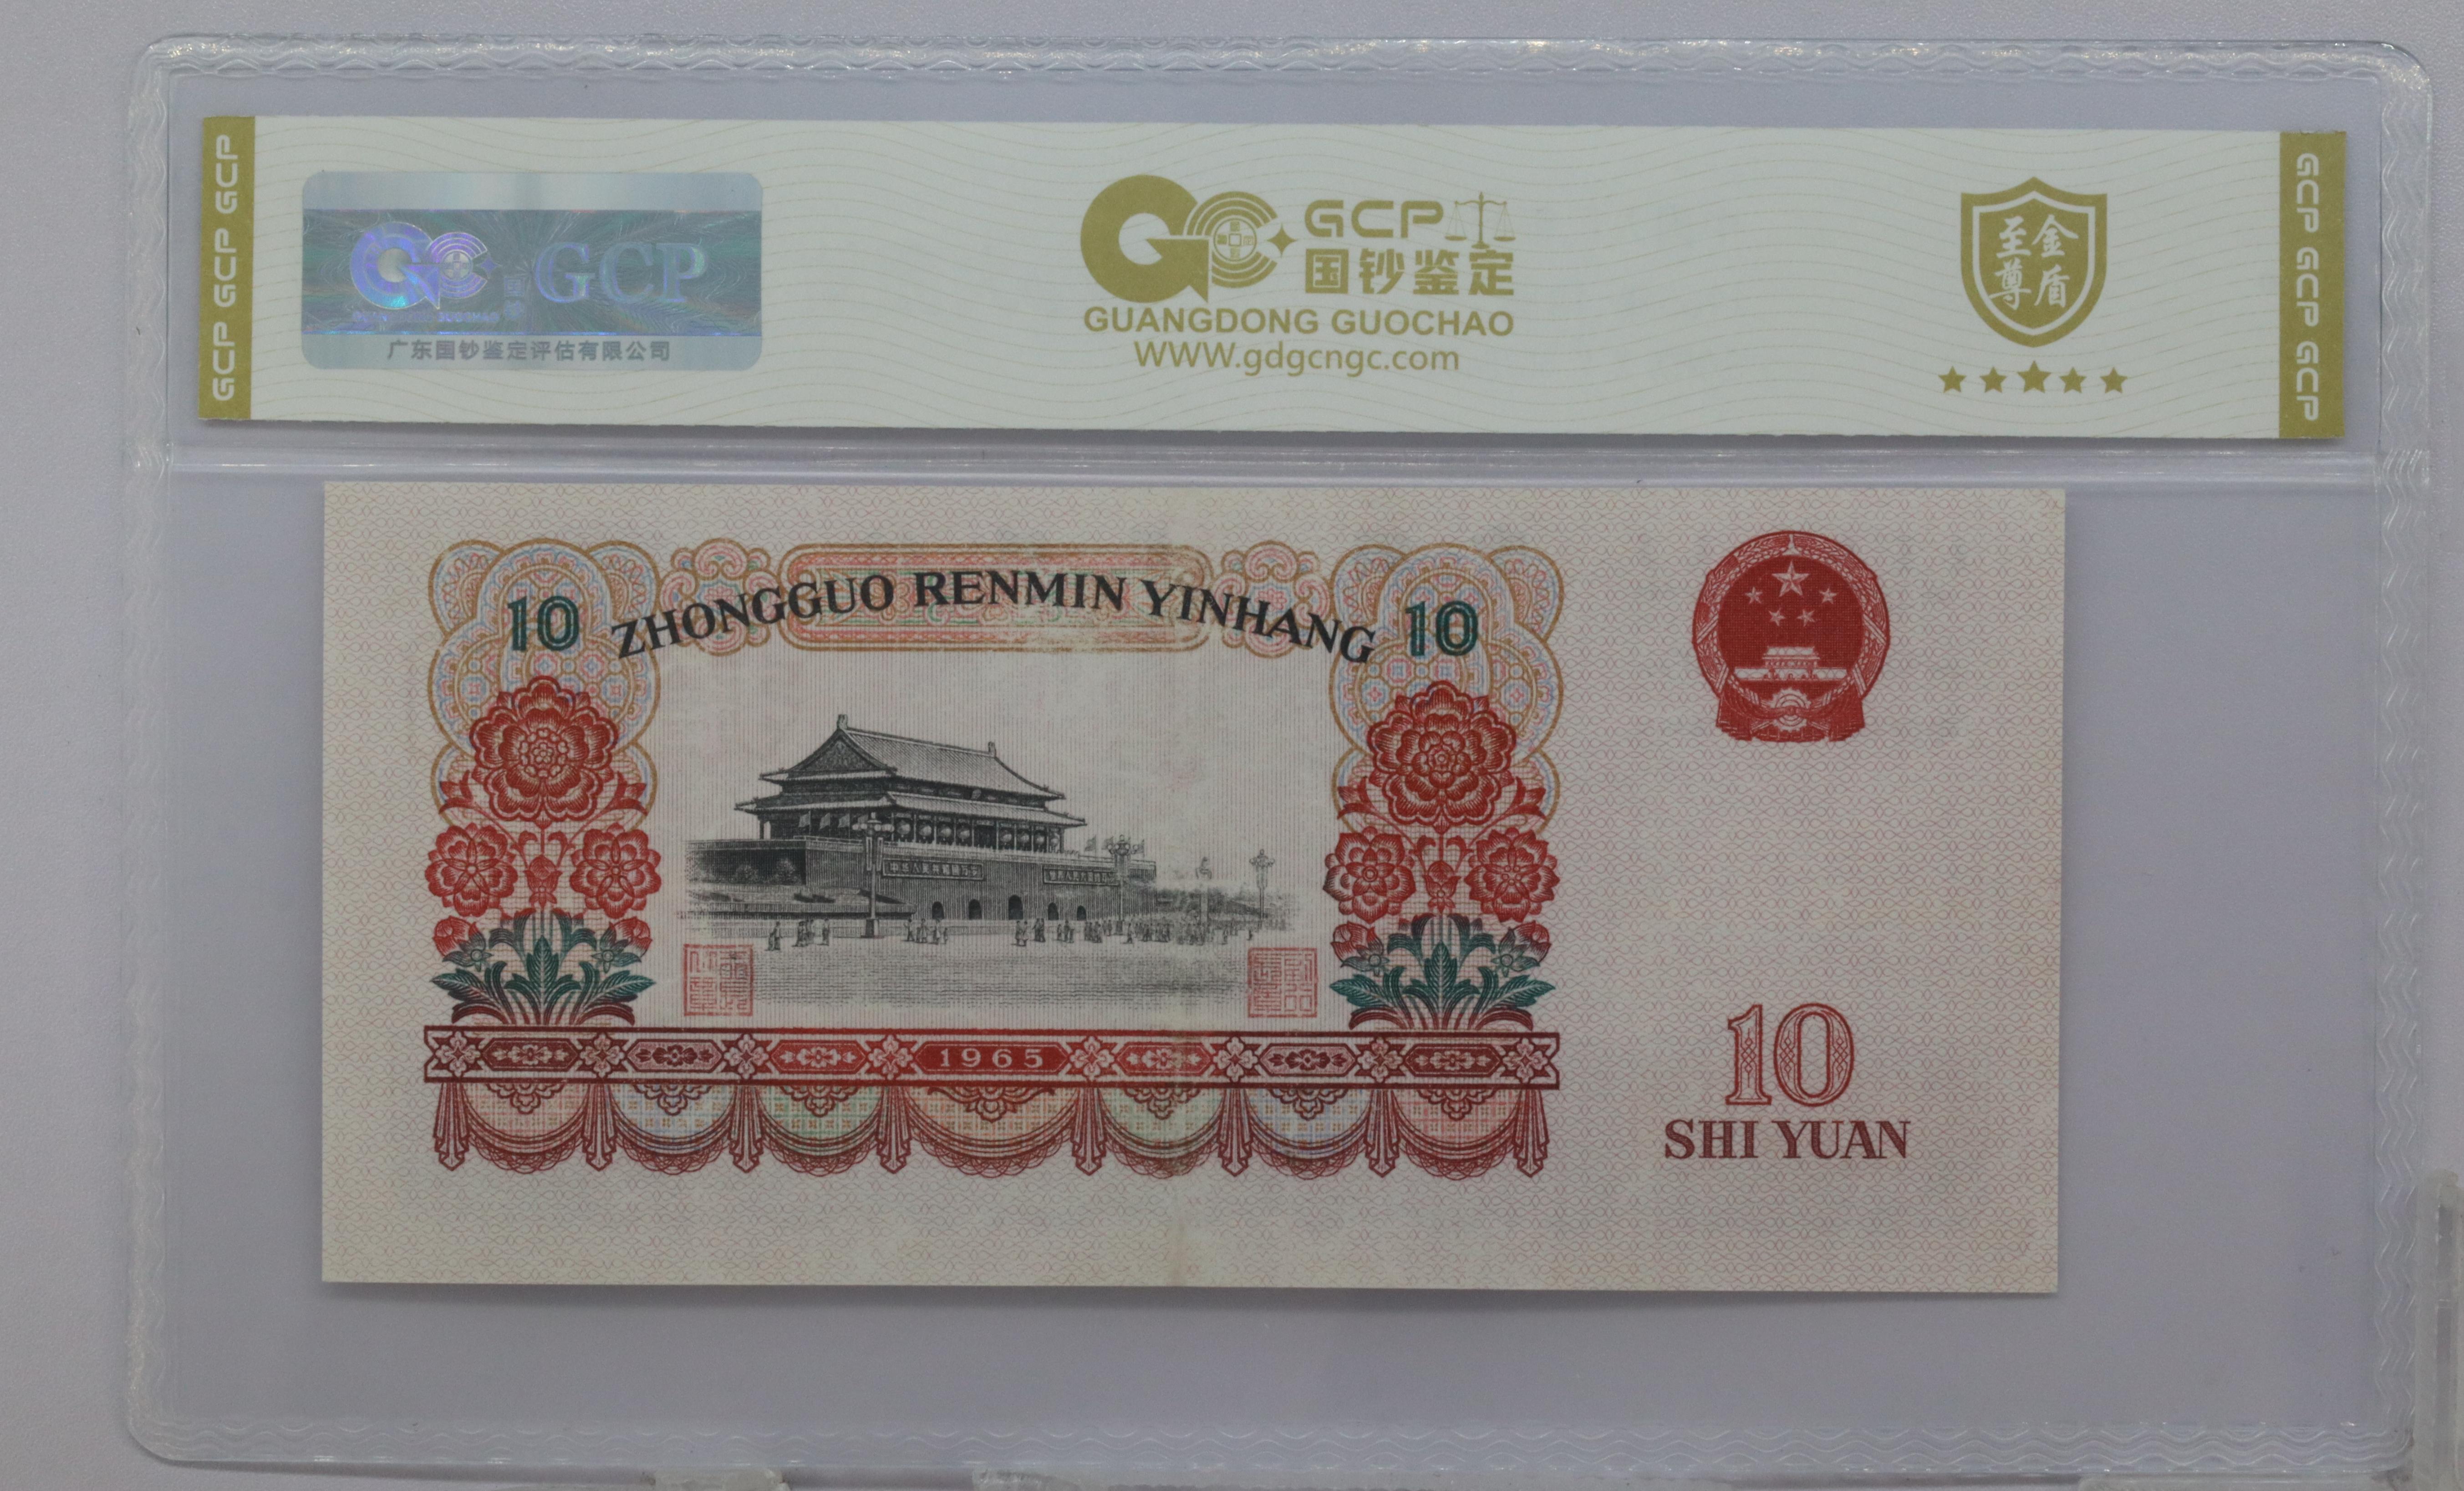 GCP GCP GCP
GCP
广东国钞鉴定评估有限公司
GCP
国钞鉴定
GUANGDONG GUOCHAO
WWW.gdgcngc.com
至尊金盾
GCP GCP GCP
ZHONGGUO RENMIN YINHANG
10
10
1965
10
SHI YUAN